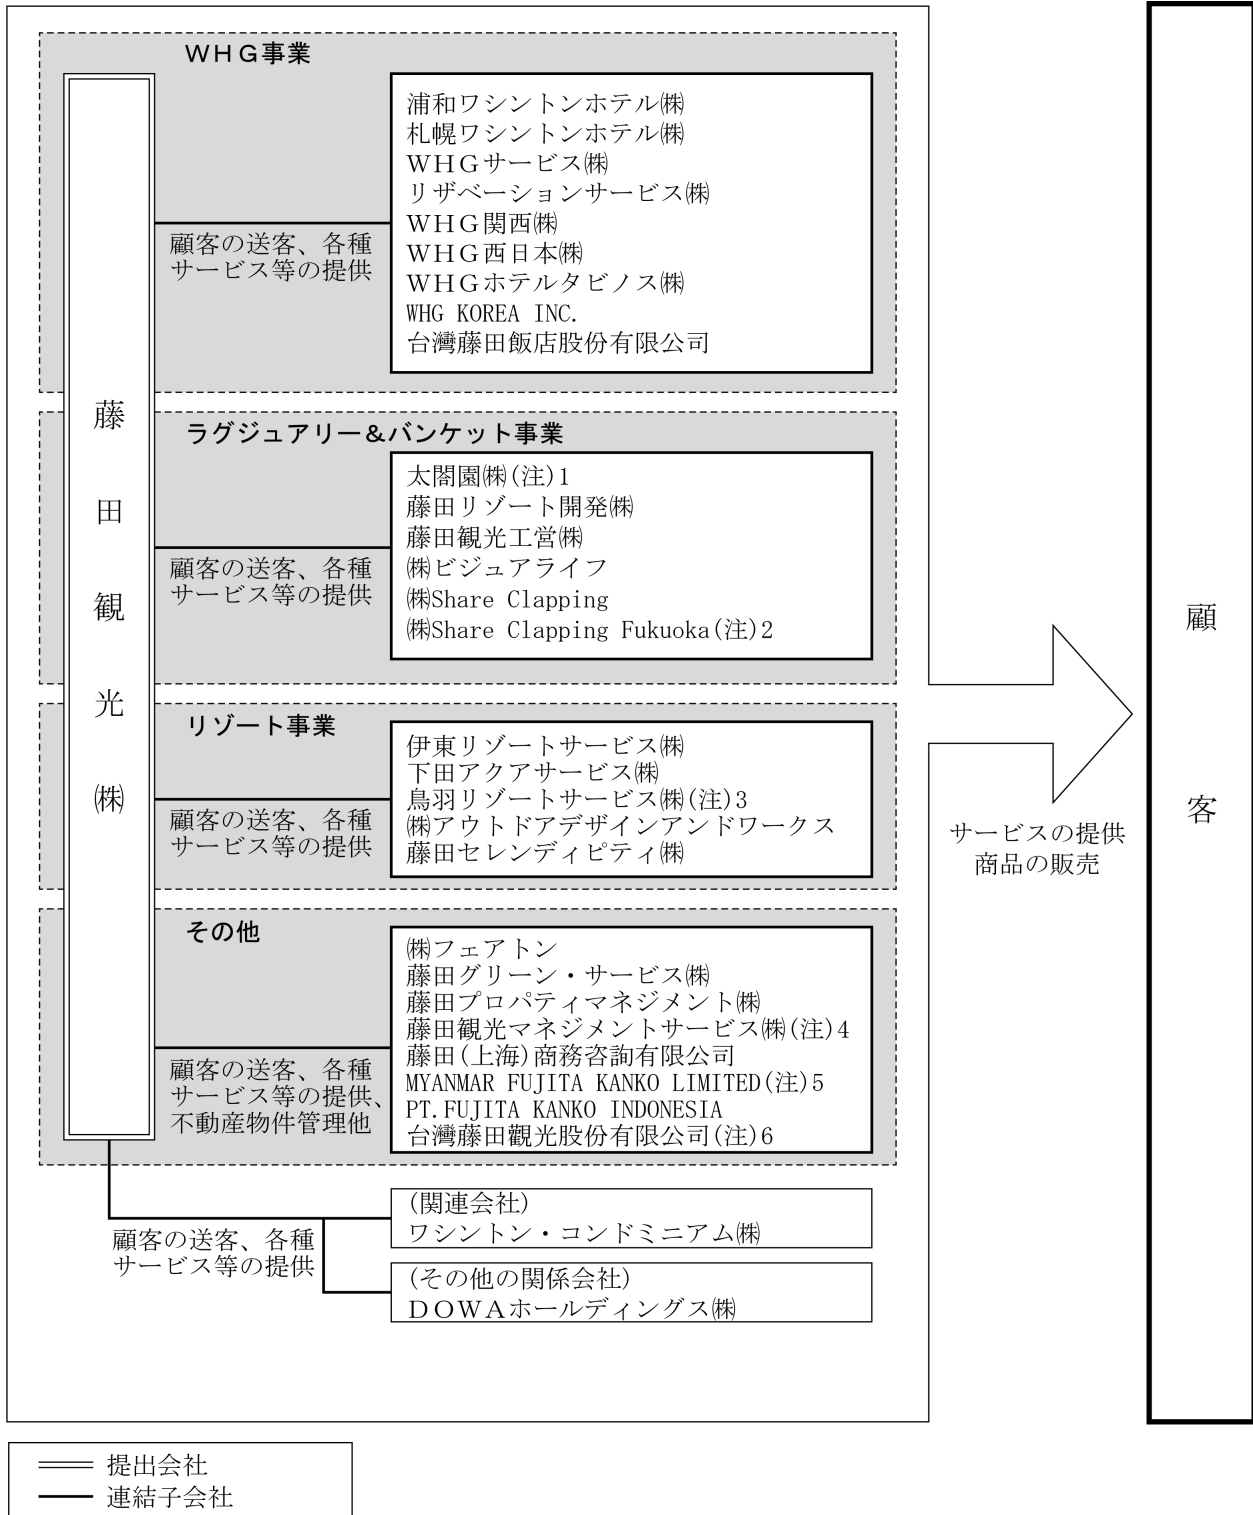 WHG事業
浦和ワシントンホテル㈱
札幌ワシントンホテル㈱
WHGサービス㈱
リザベーションサービス㈱
WHG関西㈱
WHG西日本㈱
WHGホテルタビノス㈱
WHG KOREA INC.
台灣藤田飯店股份有限公司
顧客の送客、各種
サービス等の提供
藤田観光㈱
ラグジュアリー&バンケット事業
太閤園㈱(注)1
藤田リゾート開発㈱
藤田観光工営㈱
㈱ビジュアライフ
㈱Share Clapping
㈱Share Clapping Fukuoka(注)2
顧客の送客、各種
サービス等の提供
リゾート事業
伊東リゾートサービス㈱
下田アクアサービス㈱
鳥羽リゾートサービス㈱(注)3
㈱アウトドアデザインアンドワークス
藤田セレンディピティ㈱
顧客の送客、各種
サービス等の提供
その他
㈱フェアトン
藤田グリーン・サービス㈱
藤田プロパティマネジメント㈱
藤田観光マネジメントサービス㈱(注)4
藤田(上海)商務咨詢有限公司
MYANMAR FUJITA KANKO LIMITED(注)5
PT.FUJITA KANKO INDONESIA
台灣藤田觀光股份有限公司(注)6
顧客の送客、各種
サービス等の提供、
不動産物件管理他
(関連会社)
ワシントン・コンドミニアム㈱
顧客の送客、各種
サービス等の提供
(その他の関係会社)
DOWAホールディングス㈱
サービスの提供
商品の販売
顧客
提出会社
連結子会社